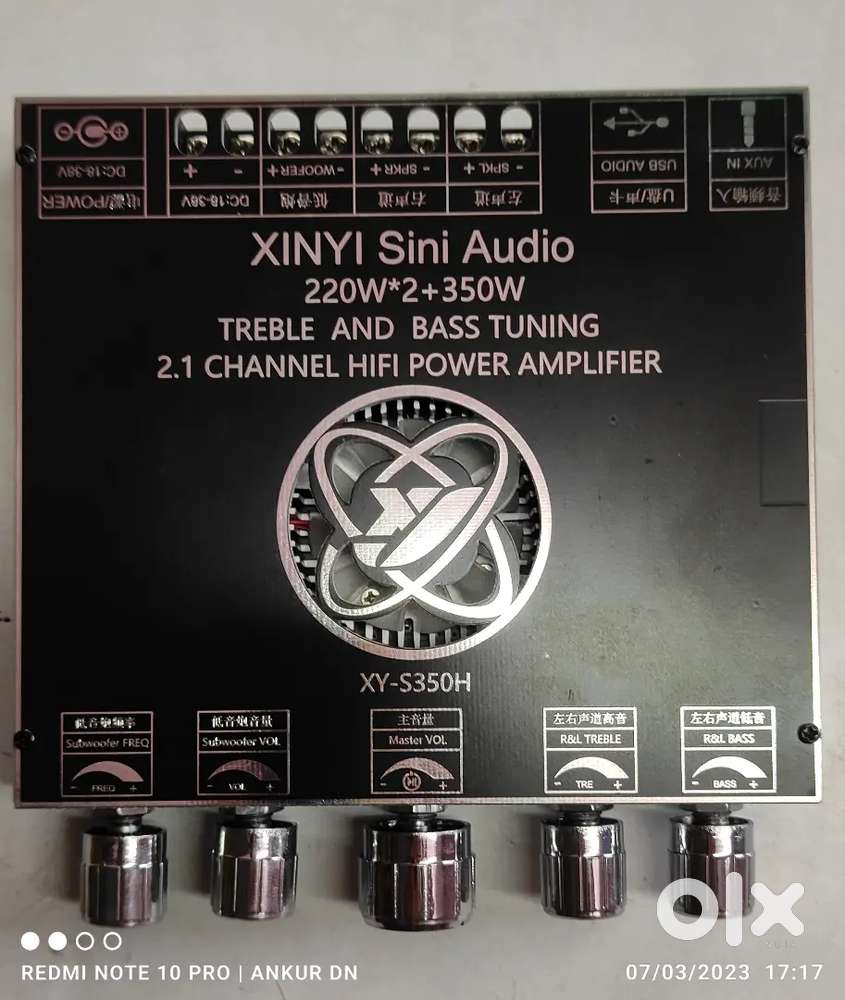 电源/POWER
DC:18-36V
DC:18-36V
- +
低音炮
- WOOFER+
右声道
- SPKR +
左声道
- SPKL +
U盘/声卡
USB AUDIO
音频输入
AUX IN
XINYI Sini Audio
220W*2+350W
TREBLE AND BASS TUNING
2.1 CHANNEL HIFI POWER AMPLIFIER
XY-S350H
低音炮频率
Subwoofer FREQ
- FREQ +
低音炮音量
Subwoofer VOL
- VOL +
主音量
Master VOL
- +
左右声道高音
R&L TREBLE
- TRE +
左右声道低音
R&L BASS
- BASS +
olx
REDMI NOTE 10 PRO | ANKUR DN
07/03/2023 17:17